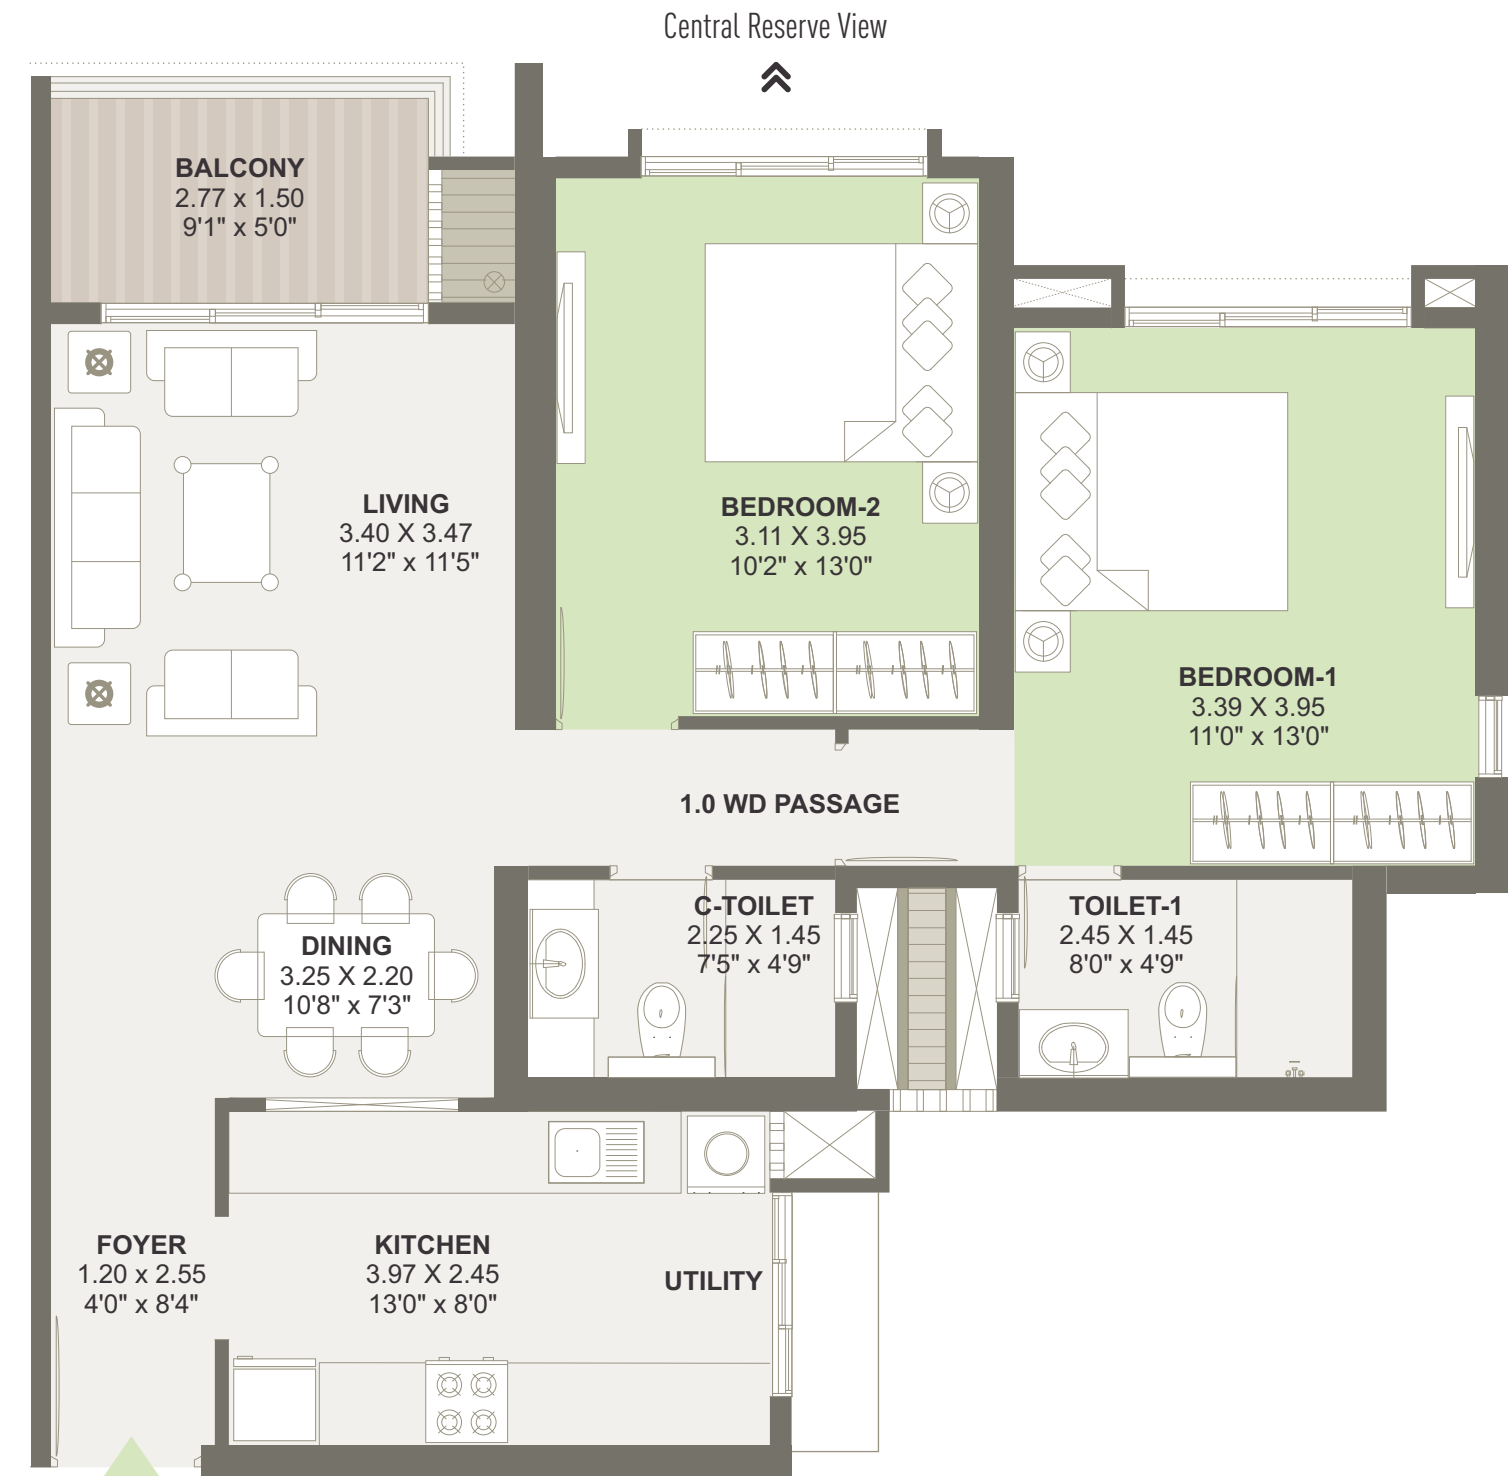 Central Reserve View
BALCONY
2.77 x 1.50
9'1" x 5'0"
LIVING
3.40 X 3.47
11'2" x 11'5"
BEDROOM-2
3.11 X 3.95
10'2" x 13'0"
BEDROOM-1
3.39 X 3.95
11'0" x 13'0"
1.0 WD PASSAGE
C-TOILET
2.25 X 1.45
7'5" x 4'9"
TOILET-1
2.45 X 1.45
8'0" x 4'9"
DINING
3.25 X 2.20
10'8" x 7'3"
FOYER
1.20 x 2.55
4'0" x 8'4"
KITCHEN
3.97 X 2.45
13'0" x 8'0"
UTILITY